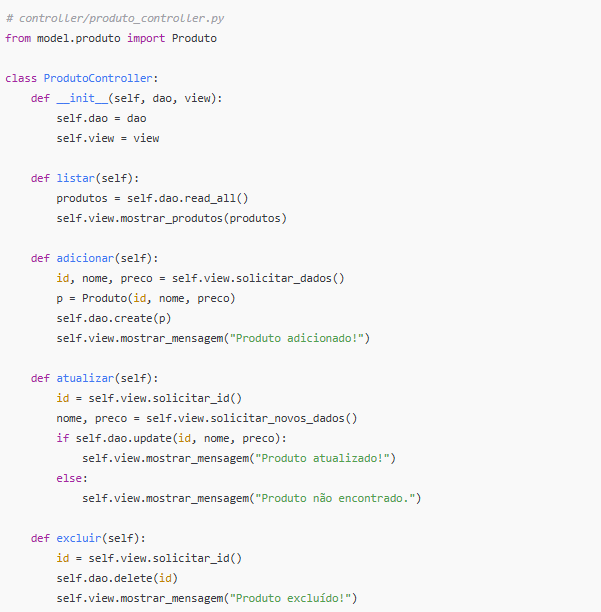 # controller/produto_controller.py
from model.produto import Produto

class ProdutoController:
    def __init__(self, dao, view):
        self.dao = dao
        self.view = view

    def listar(self):
        produtos = self.dao.read_all()
        self.view.mostrar_produtos(produtos)

    def adicionar(self):
        id, nome, preco = self.view.solicitar_dados()
        p = Produto(id, nome, preco)
        self.dao.create(p)
        self.view.mostrar_mensagem("Produto adicionado!")

    def atualizar(self):
        id = self.view.solicitar_id()
        nome, preco = self.view.solicitar_novos_dados()
        if self.dao.update(id, nome, preco):
            self.view.mostrar_mensagem("Produto atualizado!")
        else:
            self.view.mostrar_mensagem("Produto não encontrado.")

    def excluir(self):
        id = self.view.solicitar_id()
        self.dao.delete(id)
        self.view.mostrar_mensagem("Produto excluído!")